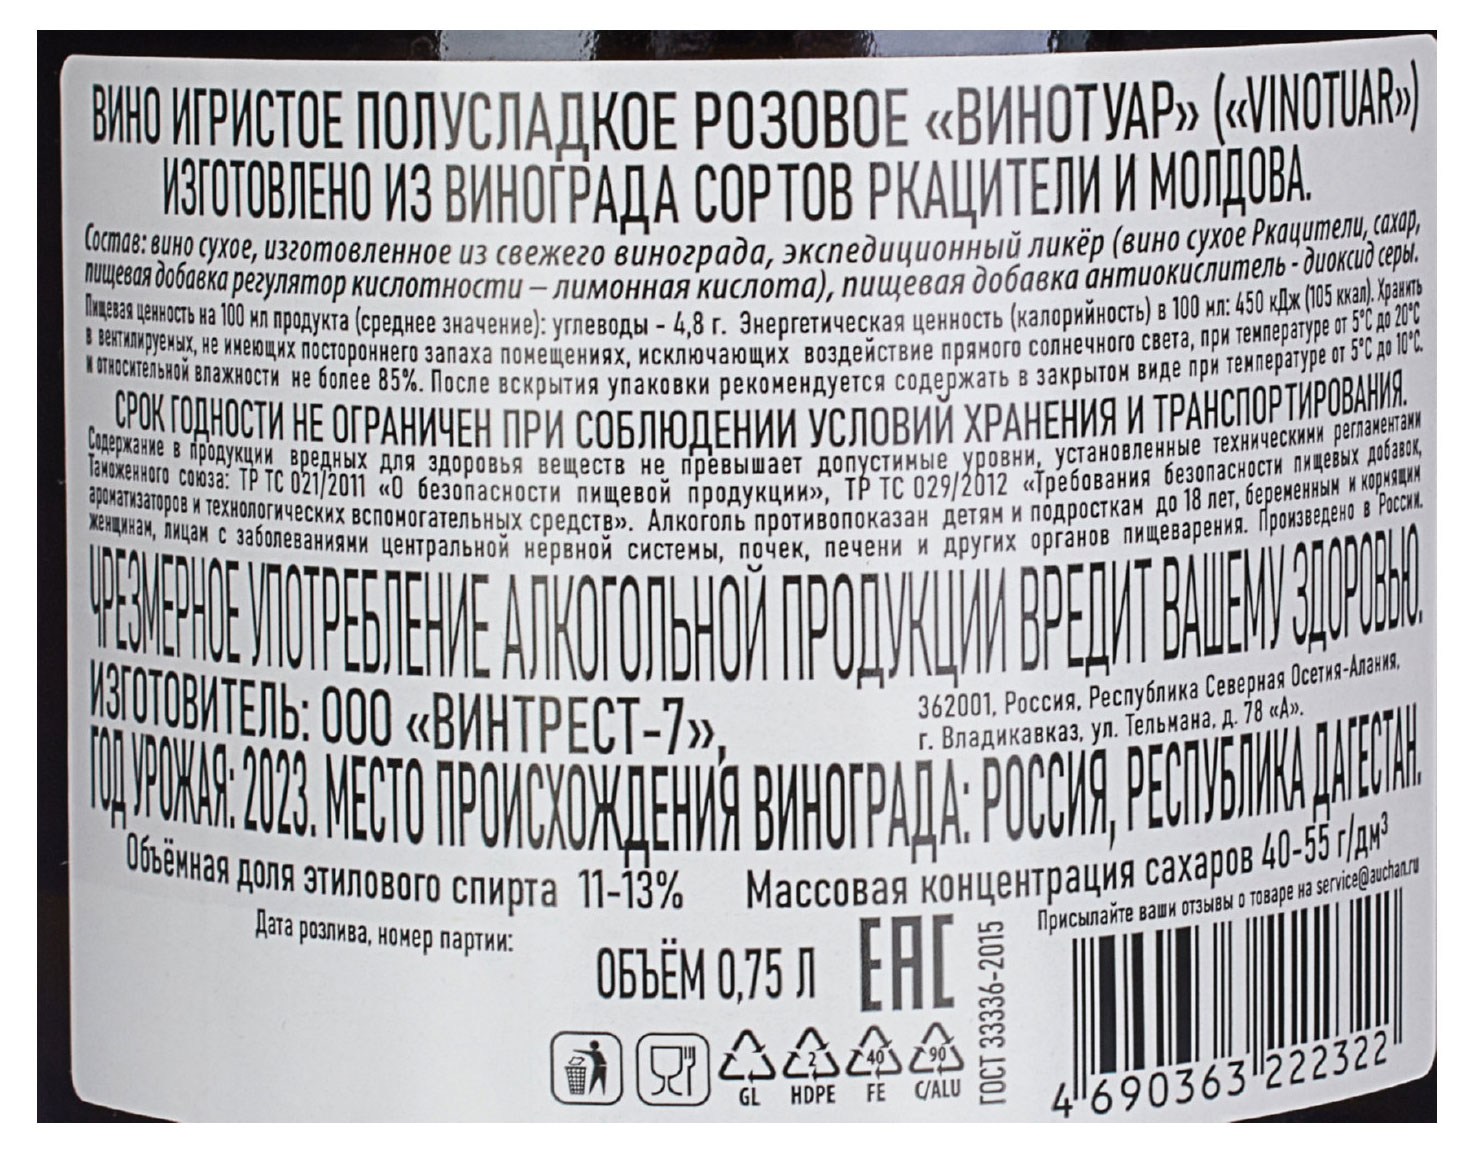 ВИНО ИГРИСТОЕ ПОЛУСЛАДКОЕ РОЗОВОЕ «ВИНОТУАР» («VINOTUAR»)
ИЗГОТОВЛЕНО ИЗ ВИНОГРАДА СОРТОВ РКАЦИТЕЛИ И МОЛДОВА.
Состав: вино сухое, изготовленное из свежего винограда, экспедиционный ликёр (вино сухое Ркацители, сахар,
пищевая добавка регулятор кислотности – лимонная кислота), пищевая добавка антиокислитель - диоксид серы.
Пищевая ценность на 100 мл продукта (среднее значение): углеводы - 4,8 г. Энергетическая ценность (калорийность) в 100 мл: 450 кДж (105 ккал). Хранить
в вентилируемых, не имеющих постороннего запаха помещениях, исключающих воздействие прямого солнечного света, при температуре от 5°С до 20°С
и относительной влажности не более 85%. После вскрытия упаковки рекомендуется содержать в закрытом виде при температуре от 5°С до 10°С.
СРОК ГОДНОСТИ НЕ ОГРАНИЧЕН ПРИ СОБЛЮДЕНИИ УСЛОВИЙ ХРАНЕНИЯ И ТРАНСПОРТИРОВАНИЯ.
Содержание в продукции вредных для здоровья веществ не превышает допустимые уровни, установленные техническими регламентами
Таможенного союза: ТР ТС 021/2011 «О безопасности пищевой продукции», ТР ТС 029/2012 «Требования безопасности пищевых добавок,
ароматизаторов и технологических вспомогательных средств». Алкоголь противопоказан детям и подросткам до 18 лет, беременным и кормящим
женщинам, лицам с заболеваниями центральной нервной системы, почек, печени и других органов пищеварения. Произведено в России.
ЧРЕЗМЕРНОЕ УПОТРЕБЛЕНИЕ АЛКОГОЛЬНОЙ ПРОДУКЦИИ ВРЕДИТ ВАШЕМУ ЗДОРОВЬЮ.
ИЗГОТОВИТЕЛЬ: ООО «ВИНТРЕСТ-7»,
362001, Россия, Республика Северная Осетия-Алания,
г. Владикавказ, ул. Тельмана, д. 78 «А».
ГОД УРОЖАЯ: 2023. МЕСТО ПРОИСХОЖДЕНИЯ ВИНОГРАДА: РОССИЯ, РЕСПУБЛИКА ДАГЕСТАН.
Объёмная доля этилового спирта 11-13% Массовая концентрация сахаров 40-55 г/дм³
Дата розлива, номер партии:
Присылайте ваши отзывы о товаре на service@auchan.ru
ОБЪЁМ 0,75 Л
ЕАС
ГОСТ 33336-2015
2 40 90
GL HDPE FE C/ALU
4 690363 222322